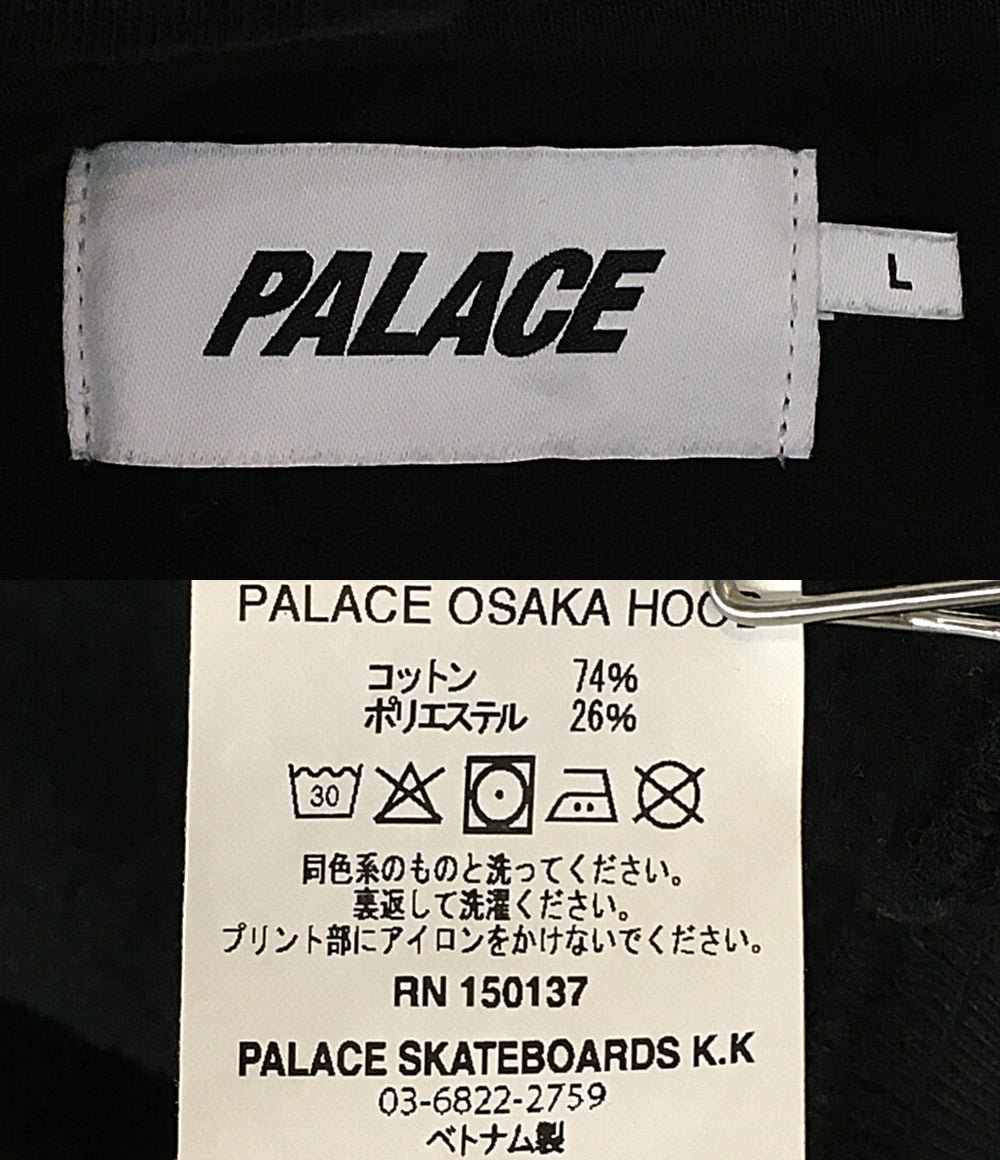 PALACE
L
PALACE OSAKA
コットン 74%
ポリエステル 26%
30
同色系のものと洗ってください。
裏返して洗濯ください。
プリント部にアイロンをかけないでください。
RN 150137
PALACE SKATEBOARDS K.K
03-6822-2759
ベトナム製